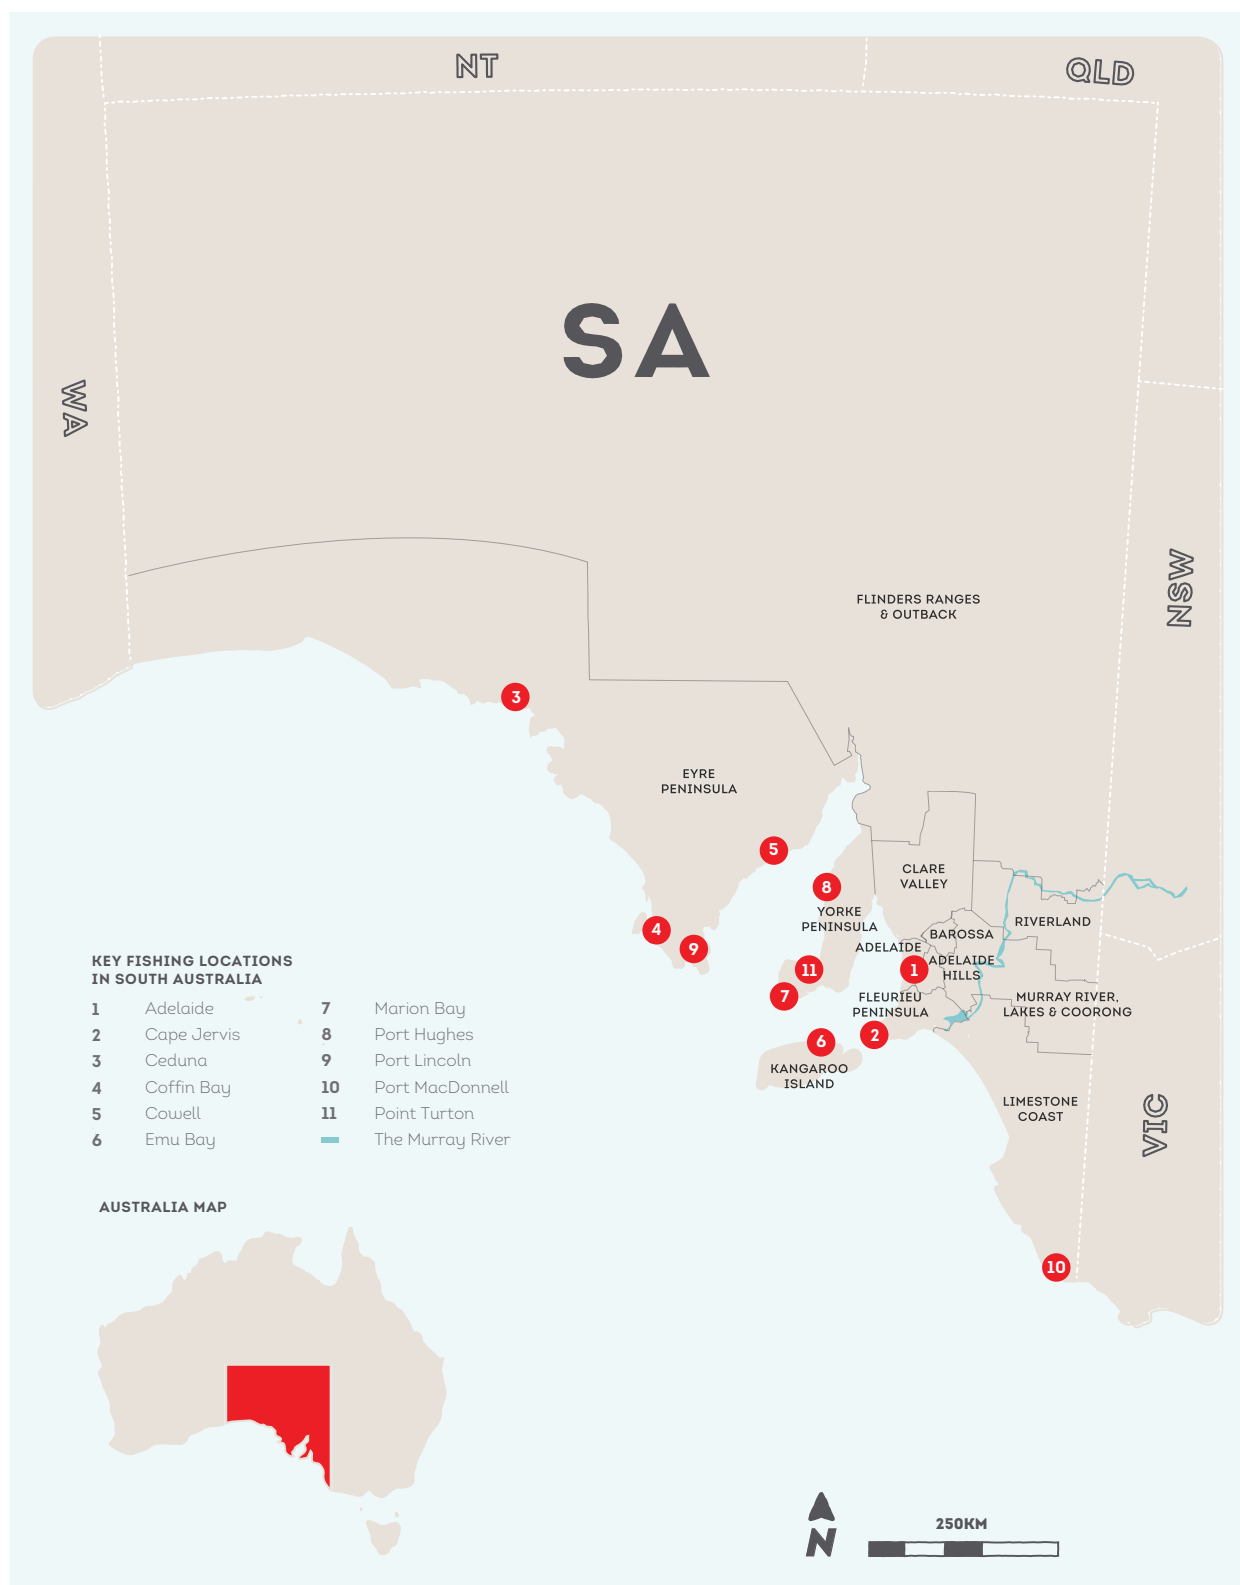 NT
QLD
SA
WA
NSW
FLINDERS RANGES
& OUTBACK
3
EYRE
PENINSULA
5
CLARE
VALLEY
8
YORKE
PENINSULA
RIVERLAND
4
BAROSSA
9
ADELAIDE
11
1
ADELAIDE
HILLS
7
FLEURIEU
PENINSULA
MURRAY RIVER,
LAKES & COORONG
2
6
KANGAROO
ISLAND
LIMESTONE
COAST
VIC
10
KEY FISHING LOCATIONS
IN SOUTH AUSTRALIA
1 Adelaide
2 Cape Jervis
3 Ceduna
4 Coffin Bay
5 Cowell
6 Emu Bay
7 Marion Bay
8 Port Hughes
9 Port Lincoln
10 Port MacDonnell
11 Point Turton
The Murray River
AUSTRALIA MAP
N
250KM